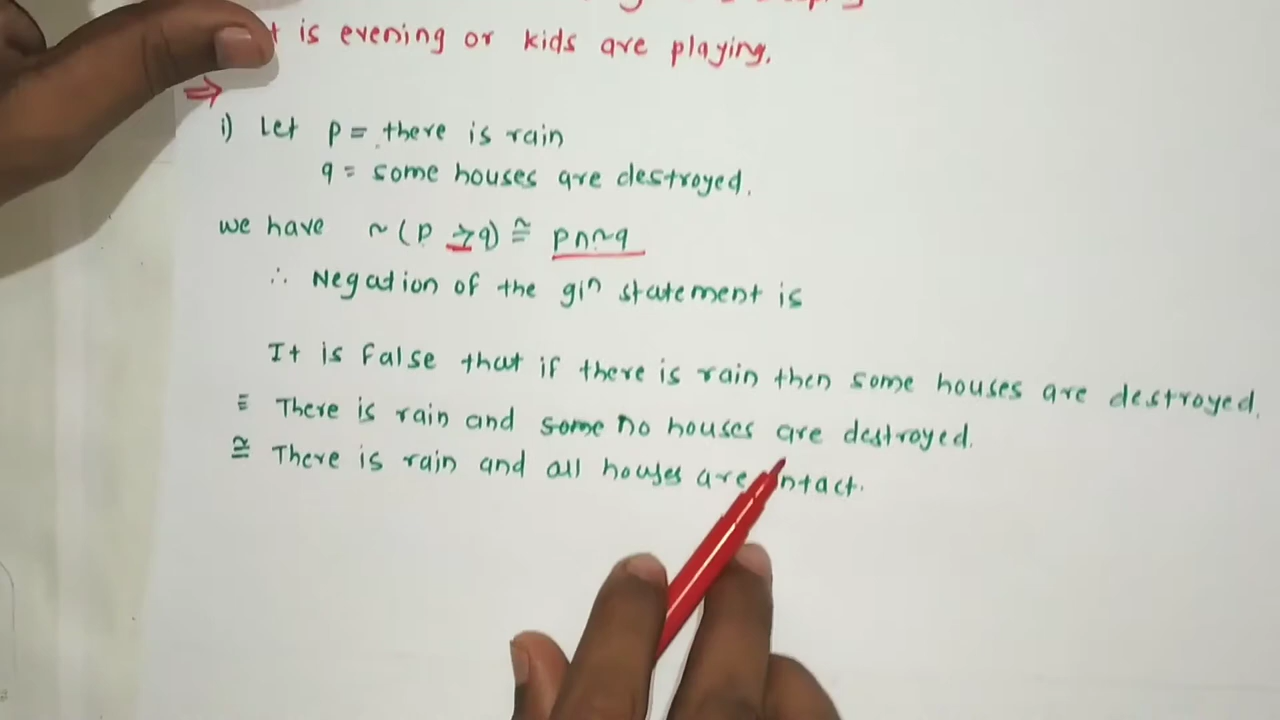 is evening or kids are playing.
⇒
i) Let p = there is rain
q = some houses are destroyed.
we have ~(p → q) ≅ p∧~q
∴ Negation of the giⁿ statement is
It is False that if there is rain then some houses are destroyed.
≡ There is rain and some no houses are destroyed.
≅ There is rain and all houses are intact.